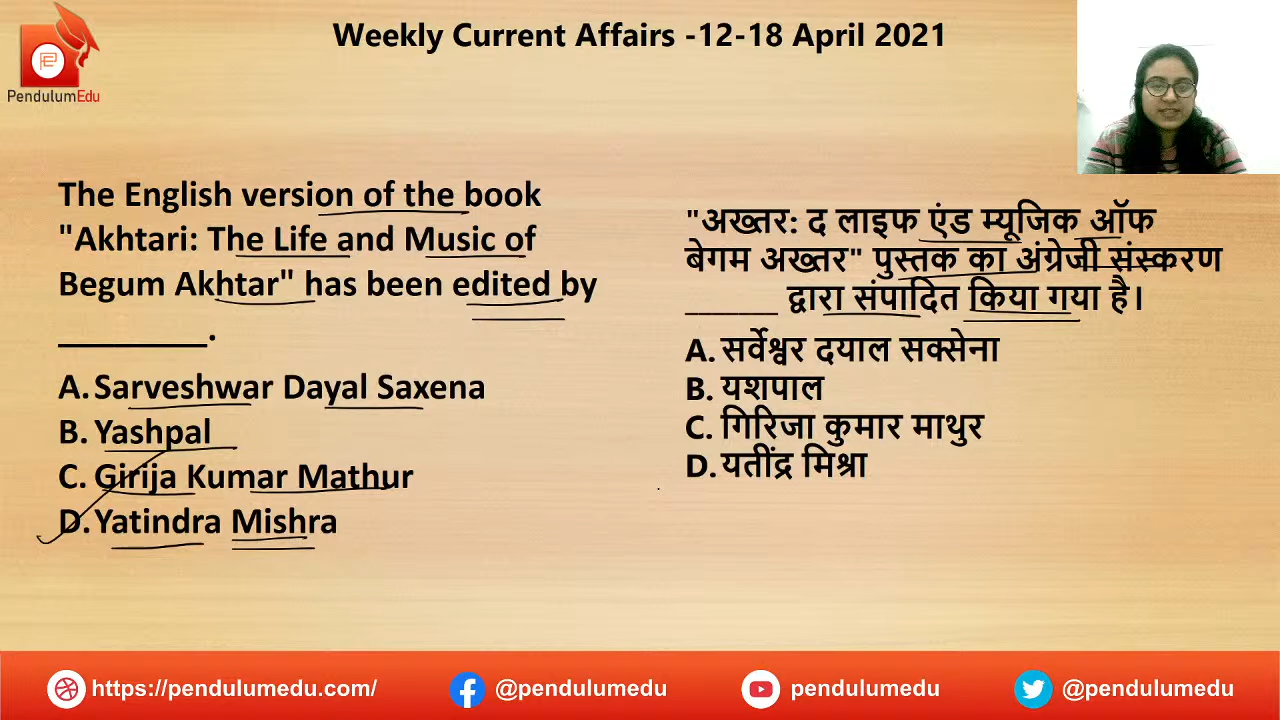 Weekly Current Affairs -12-18 April 2021
PendulumEdu
The English version of the book
"Akhtari: The Life and Music of
Begum Akhtar" has been edited by
________.
A. Sarveshwar Dayal Saxena
B. Yashpal
C. Girija Kumar Mathur
D. Yatindra Mishra
"अख्तर: द लाइफ एंड म्यूजिक ऑफ
बेगम अख्तर" पुस्तक का अंग्रेजी संस्करण
______ द्वारा संपादित किया गया है।
A. सर्वेश्वर दयाल सक्सेना
B. यशपाल
C. गिरिजा कुमार माथुर
D. यतींद्र मिश्रा
https://pendulumedu.com/
@pendulumedu
pendulumedu
@pendulumedu